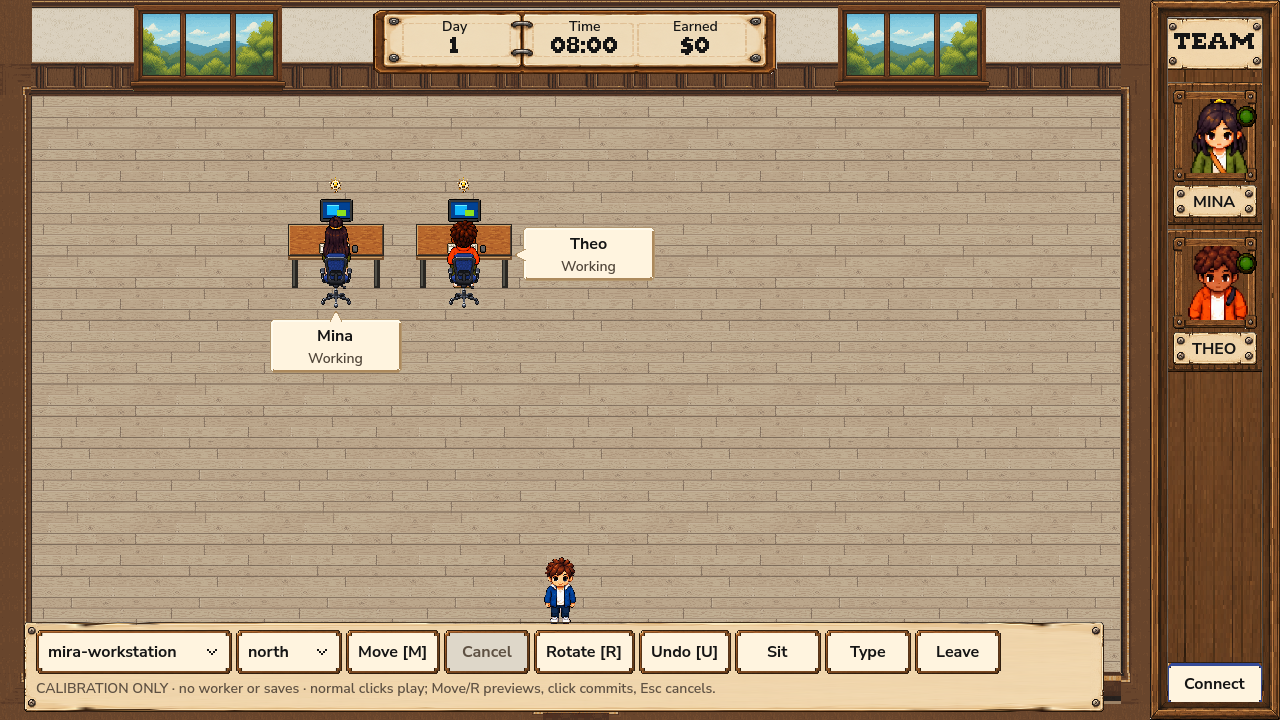 Day
1
Time
08:00
Earned
$0
TEAM
MINA
THEO
Theo
Working
Mina
Working
mira-workstation
north
Move [M]
Cancel
Rotate [R]
Undo [U]
Sit
Type
Leave
CALIBRATION ONLY · no worker or saves · normal clicks play; Move/R previews, click commits, Esc cancels.
Connect